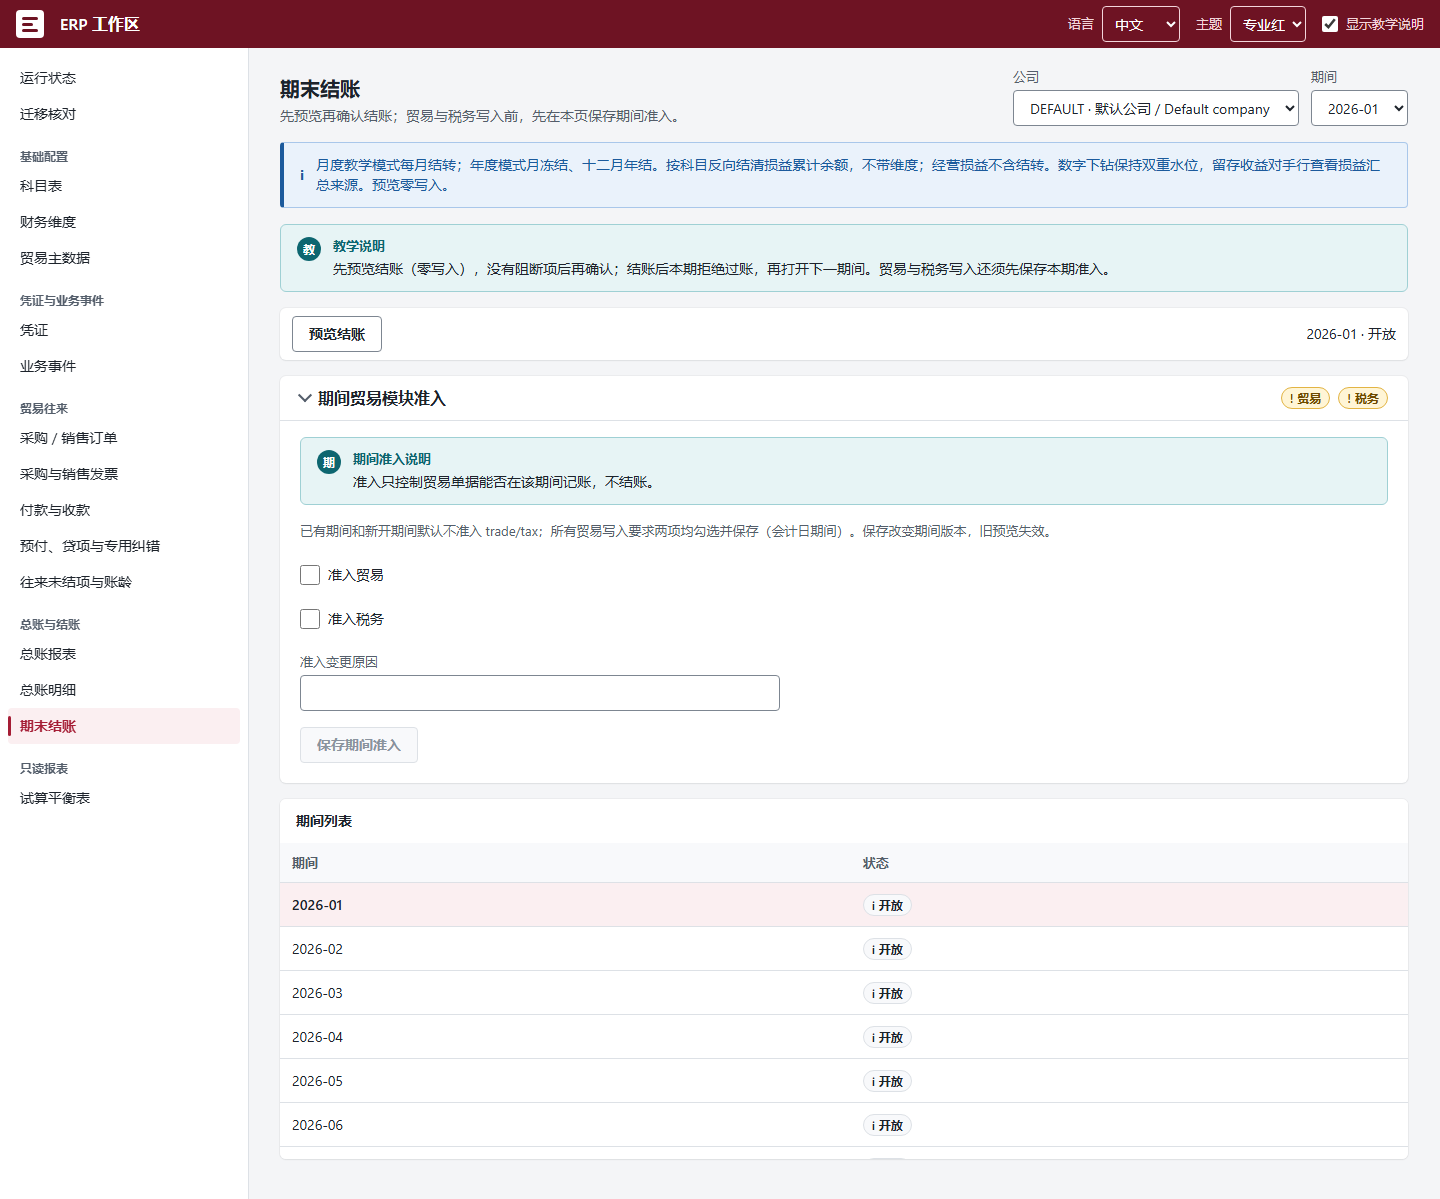 ERP 工作区
语言 中文 主题 专业红 显示教学说明
运行状态
迁移核对
基础配置
科目表
财务维度
贸易主数据
凭证与业务事件
凭证
业务事件
贸易往来
采购 / 销售订单
采购与销售发票
付款与收款
预付、贷项与专用纠错
往来未结项与账龄
总账与结账
总账报表
总账明细
期末结账
只读报表
试算平衡表
期末结账
先预览再确认结账；贸易与税务写入前，先在本页保存期间准入。
公司
DEFAULT · 默认公司 / Default company
期间
2026-01
i 月度教学模式每月结转；年度模式月冻结、十二月年结。按科目反向结清损益累计余额，不带维度；经营损益不含结转。数字下钻保持双重水位，留存收益对手行查看损益汇
总来源。预览零写入。
教 教学说明
先预览结账（零写入），没有阻断项后再确认；结账后本期拒绝过账，再打开下一期间。贸易与税务写入还须先保存本期准入。
预览结账 2026-01 · 开放
期间贸易模块准入 ! 贸易 ! 税务
期 期间准入说明
准入只控制贸易单据能否在该期间记账，不结账。
已有期间和新开期间默认不准入 trade/tax；所有贸易写入要求两项均勾选并保存（会计日期间）。保存改变期间版本，旧预览失效。
准入贸易
准入税务
准入变更原因
保存期间准入
期间列表
期间 状态
2026-01 i 开放
2026-02 i 开放
2026-03 i 开放
2026-04 i 开放
2026-05 i 开放
2026-06 i 开放